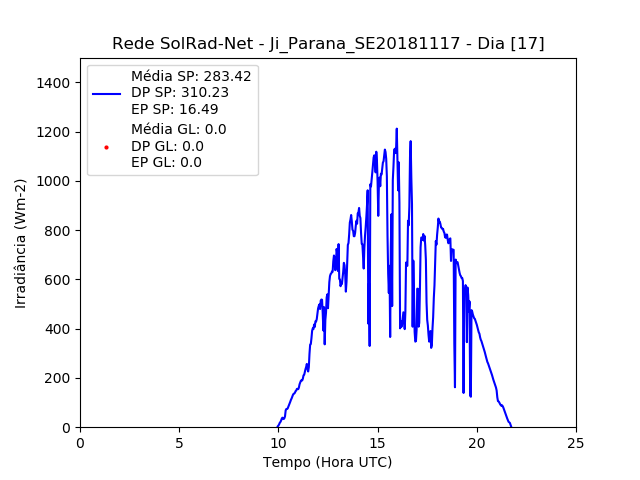 Rede SolRad-Net - Ji_Parana_SE20181117 - Dia [17]
Média SP: 283.42
DP SP: 310.23
EP SP: 16.49
Média GL: 0.0
DP GL: 0.0
EP GL: 0.0
1400
1200
1000
800
600
400
200
0
Irradiância (Wm-2)
0 5 10 15 20 25
Tempo (Hora UTC)